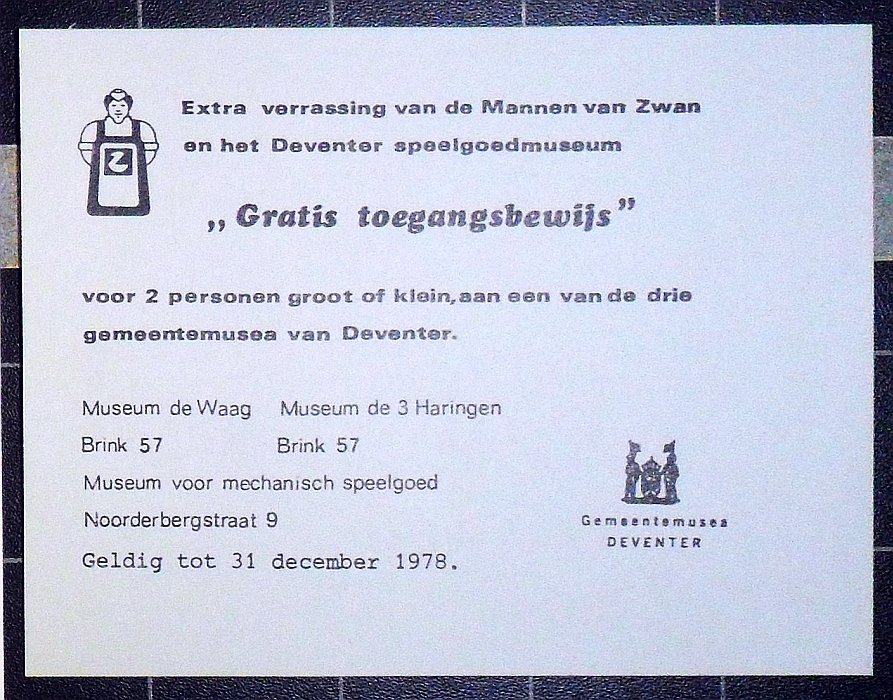 Extra verrassing van de Mannen van Zwan
en het Deventer speelgoedmuseum
„Gratis toegangsbewijs”
voor 2 personen groot of klein, aan een van de drie
gemeentemusea van Deventer.
Museum de Waag Museum de 3 Haringen
Brink 57 Brink 57
Museum voor mechanisch speelgoed
Noorderbergstraat 9
Geldig tot 31 december 1978.
Z
Gemeentemusea
DEVENTER